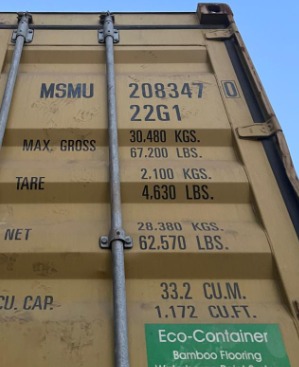 MSMU 208347 0
22G1
MAX. GROSS 30.480 KGS.
67.200 LBS.
TARE 2.100 KGS.
4,630 LBS.
NET 28.380 KGS.
62,570 LBS.
CU. CAP. 33.2 CU.M.
1,172 CU.FT.
Eco-Container
Bamboo Flooring